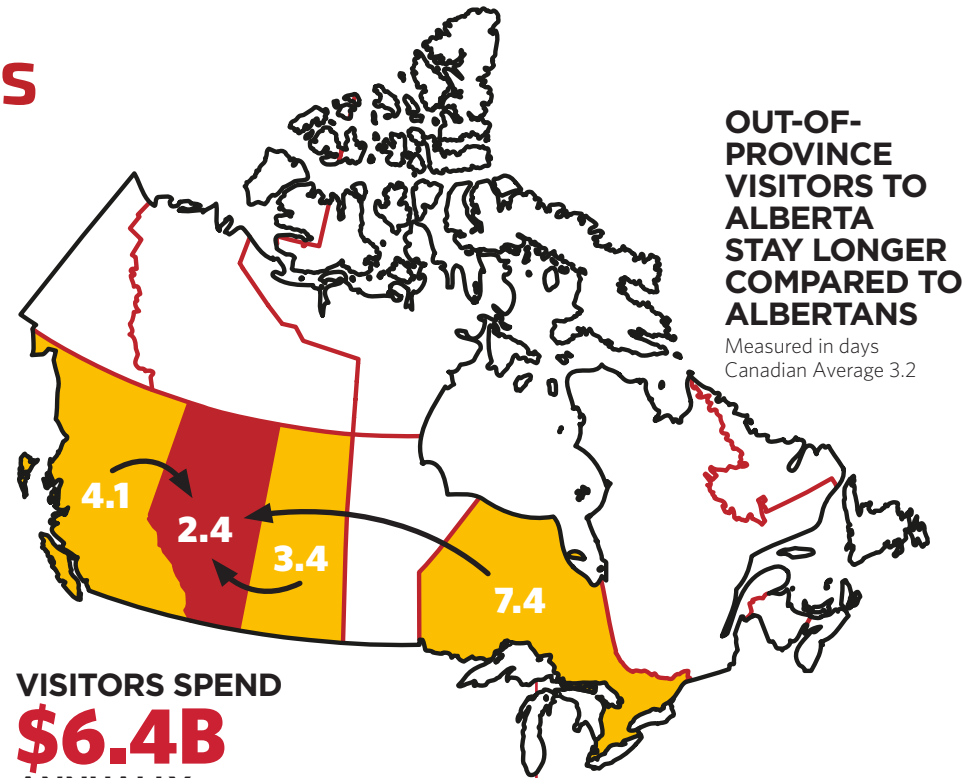 S
OUT-OF-
PROVINCE
VISITORS TO
ALBERTA
STAY LONGER
COMPARED TO
ALBERTANS
Measured in days
Canadian Average 3.2
4.1
2.4
3.4
7.4
VISITORS SPEND
$6.4B
ANNUALLY